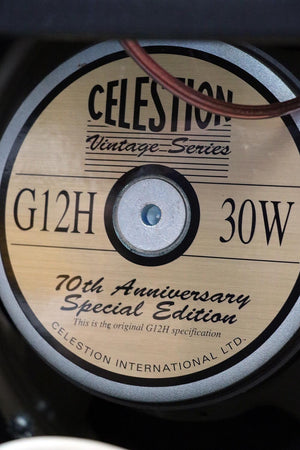 CELESTION
Vintage-Series
G12H 30W
70th Anniversary
Special Edition
This is the original G12H specification
CELESTION INTERNATIONAL LTD.